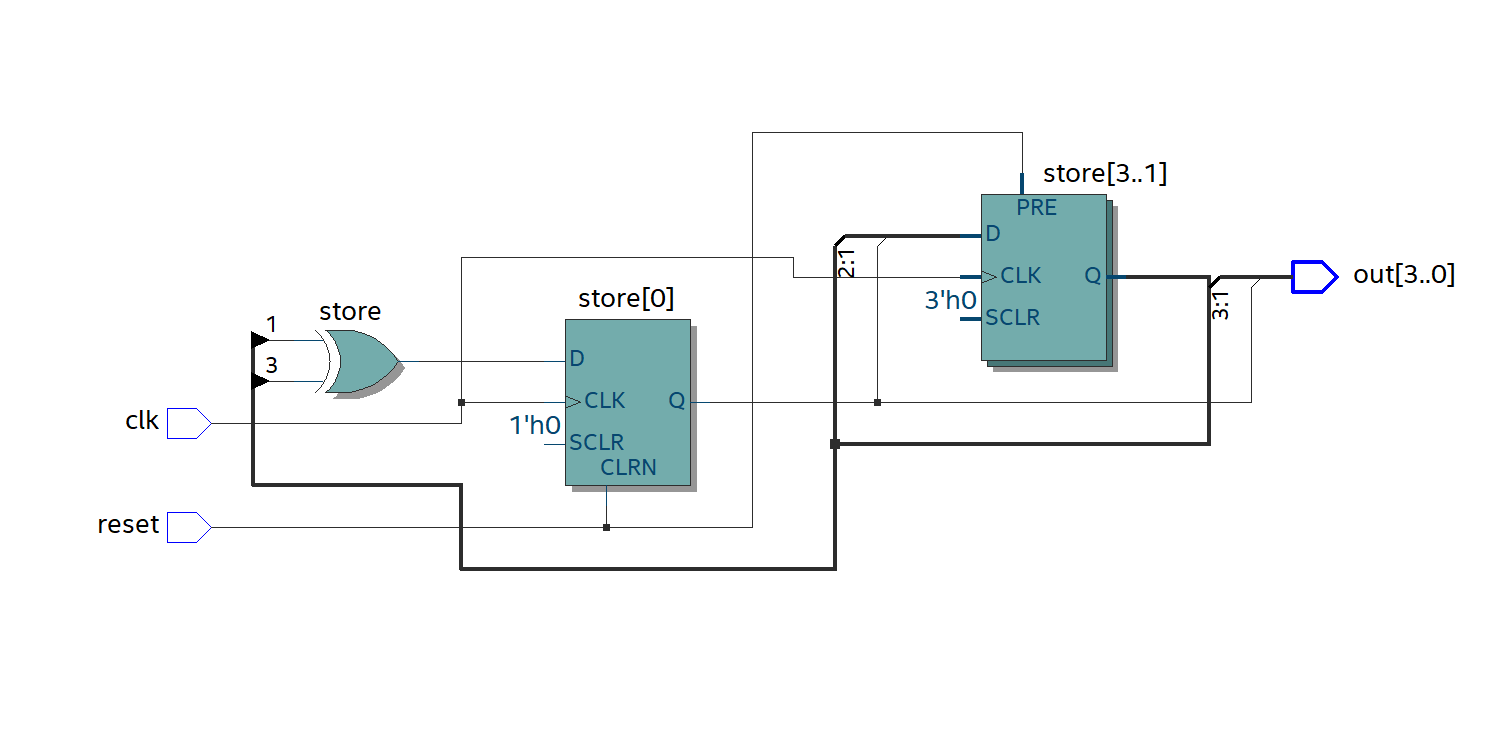 store[3..1]
PRE
D
2:1
CLK
Q
out[3..0]
3'h0
3:1
SCLR
store[0]
1
store
3
D
clk
CLK
Q
1'h0
SCLR
CLRN
reset